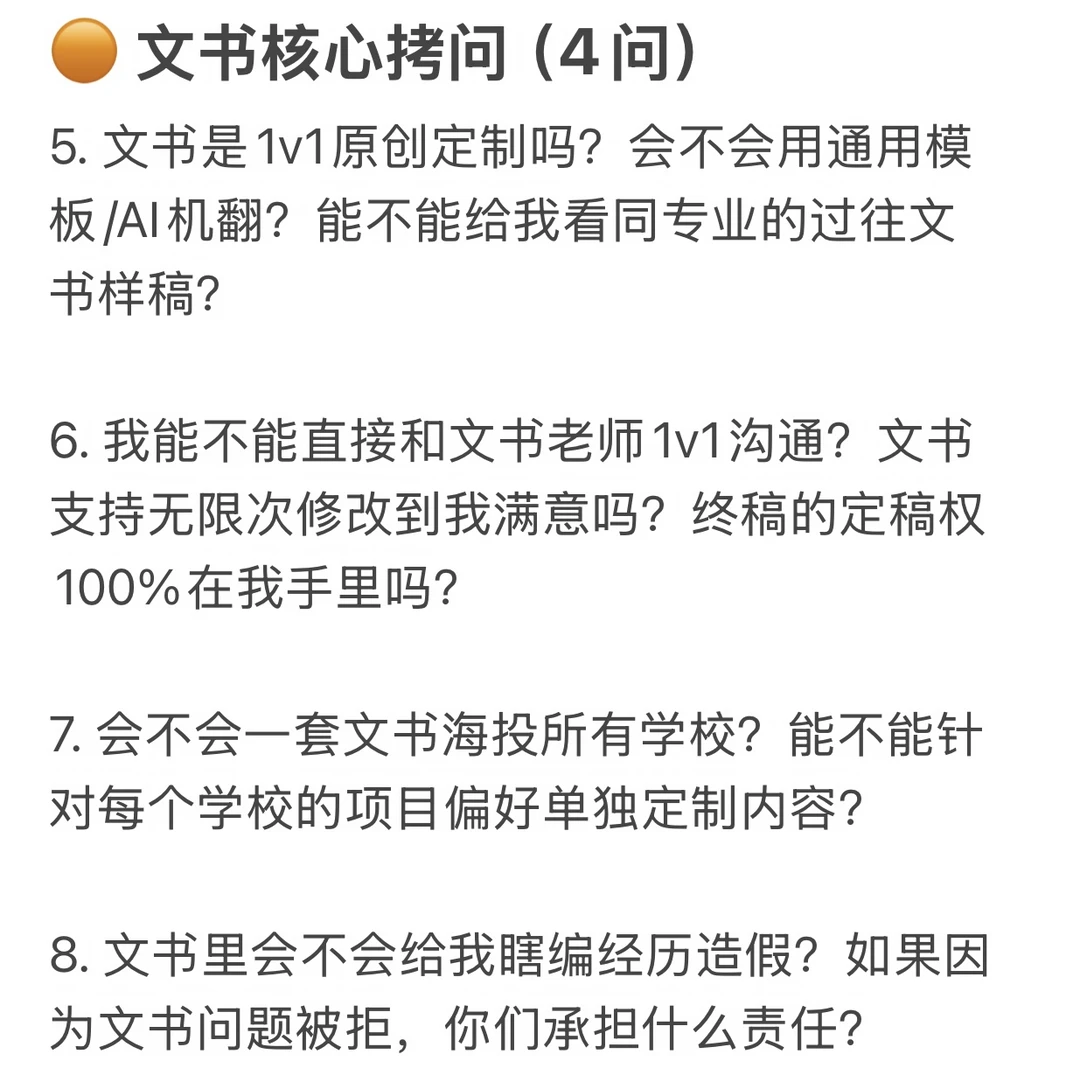 🟠 文书核心拷问（4问）
5. 文书是1v1原创定制吗？会不会用通用模
板/AI机翻？能不能给我看同专业的过往文
书样稿？
6. 我能不能直接和文书老师1v1沟通？文书
支持无限次修改到我满意吗？终稿的定稿权
100%在我手里吗？
7. 会不会一套文书海投所有学校？能不能针
对每个学校的项目偏好单独定制内容？
8. 文书里会不会给我瞎编经历造假？如果因
为文书问题被拒，你们承担什么责任？